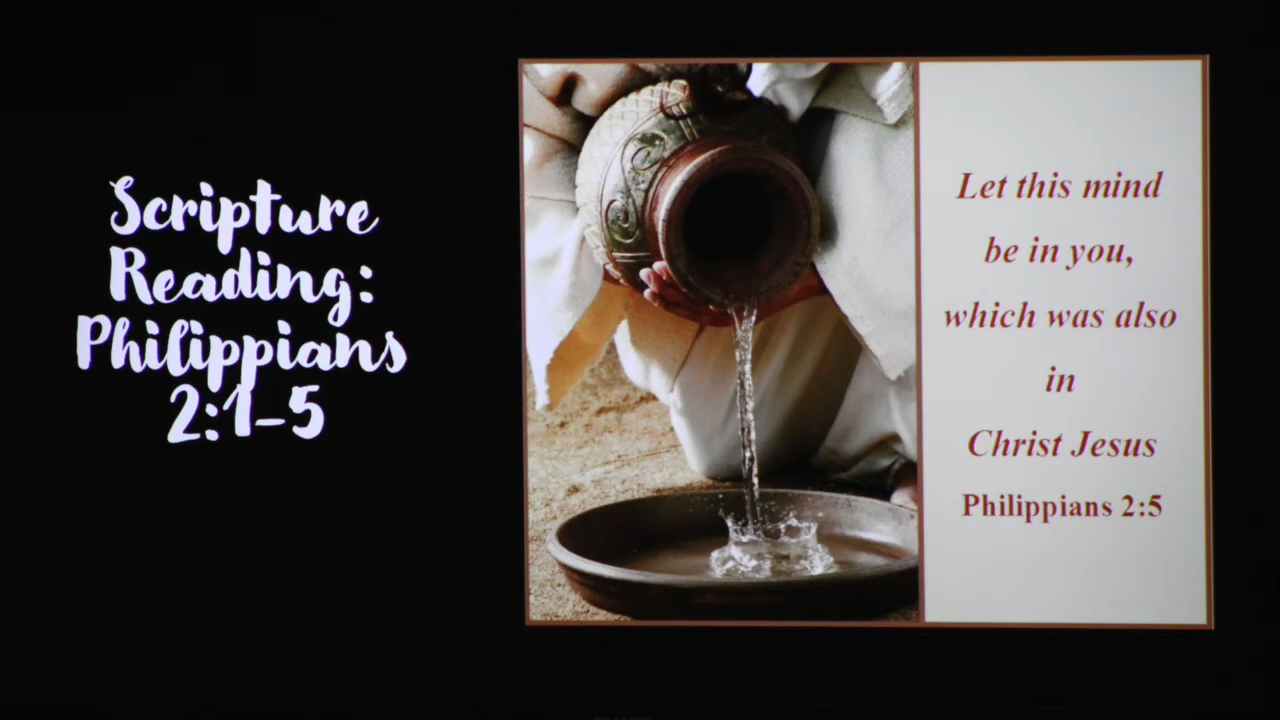 Scripture
Reading:
Philippians
2:1-5
Let this mind
be in you,
which was also
in
Christ Jesus
Philippians 2:5